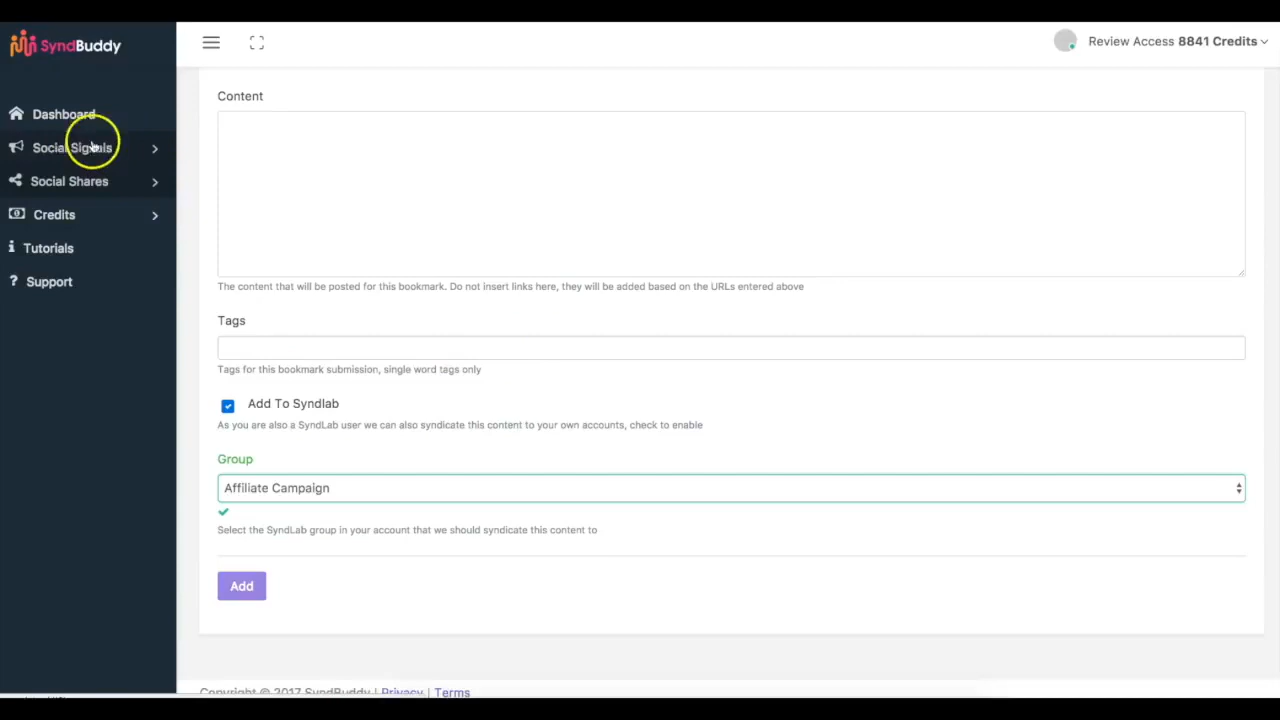 SyndBuddy
Review Access 8841 Credits
Dashboard
Social Signals
Social Shares
Credits
Tutorials
Support
Content
The content that will be posted for this bookmark. Do not insert links here, they will be added based on the URLs entered above
Tags
Tags for this bookmark submission, single word tags only
Add To Syndlab
As you are also a SyndLab user we can also syndicate this content to your own accounts, check to enable
Group
Affiliate Campaign
Select the SyndLab group in your account that we should syndicate this content to
Add
Copyright © 2017 SyndBuddy | Privacy | Terms